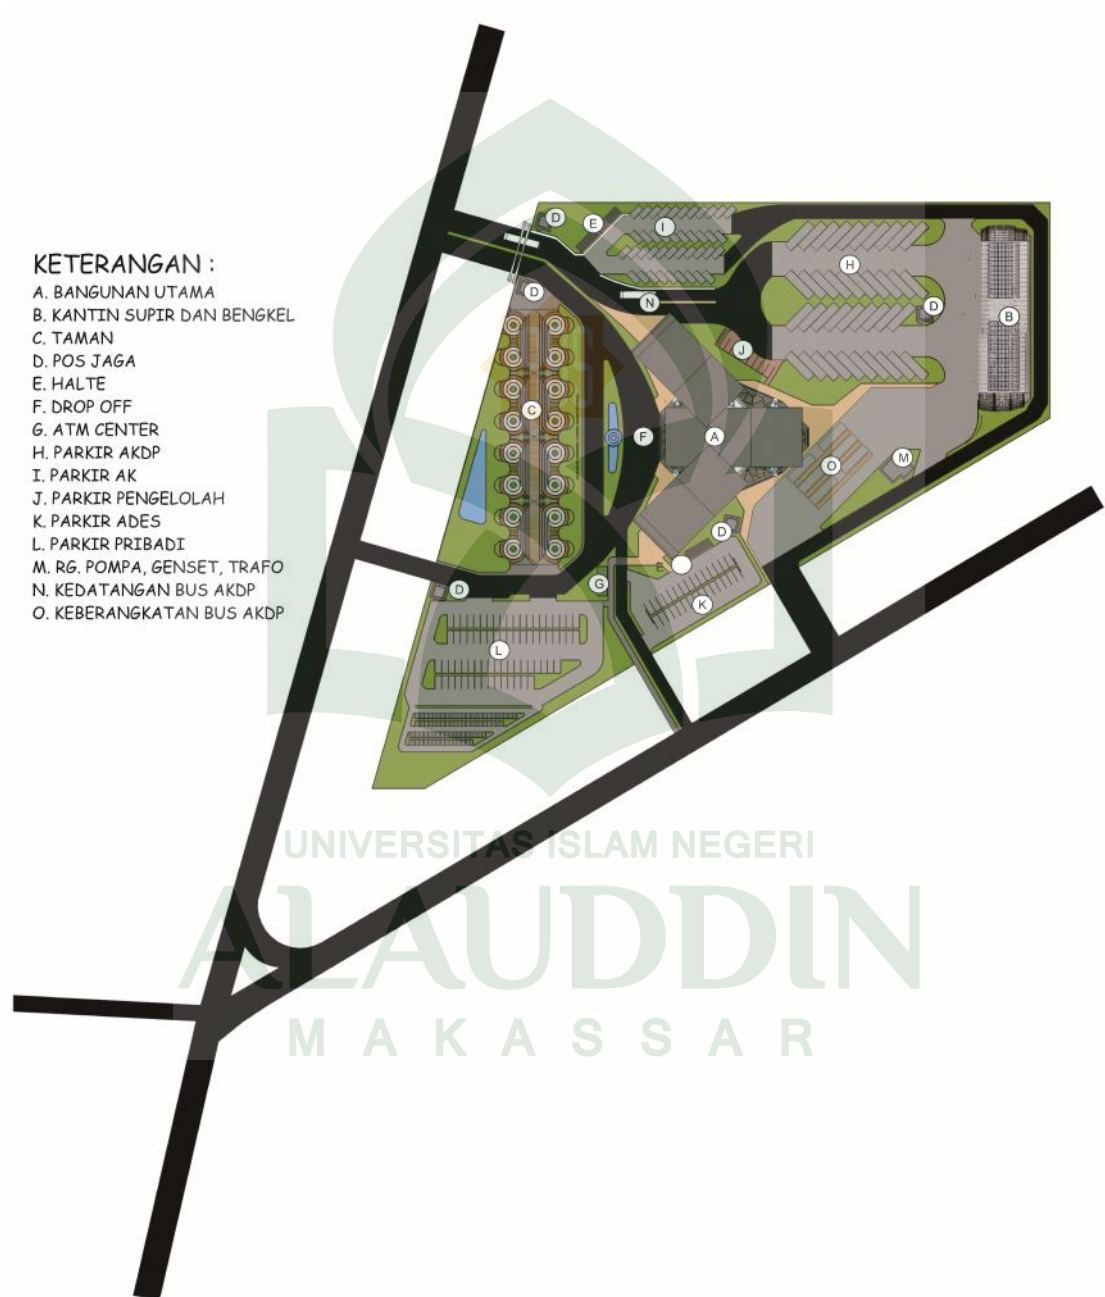 KETERANGAN :
A. BANGUNAN UTAMA
B. KANTIN SUPIR DAN BENGKEL
C. TAMAN
D. POS JAGA
E. HALTE
F. DROP OFF
G. ATM CENTER
H. PARKIR AKDP
I. PARKIR AK
J. PARKIR PENGELOLAH
K. PARKIR ADES
L. PARKIR PRIBADI
M. RG. POMPA, GENSET, TRAFO
N. KEDATANGAN BUS AKDP
O. KEBERANGKATAN BUS AKDP
D
E
I
H
D
N
D
B
J
C
F
A
O
M
D
E
G
D
K
L
UNIVERSITAS ISLAM NEGERI
ALAUDDIN
MAKASSAR